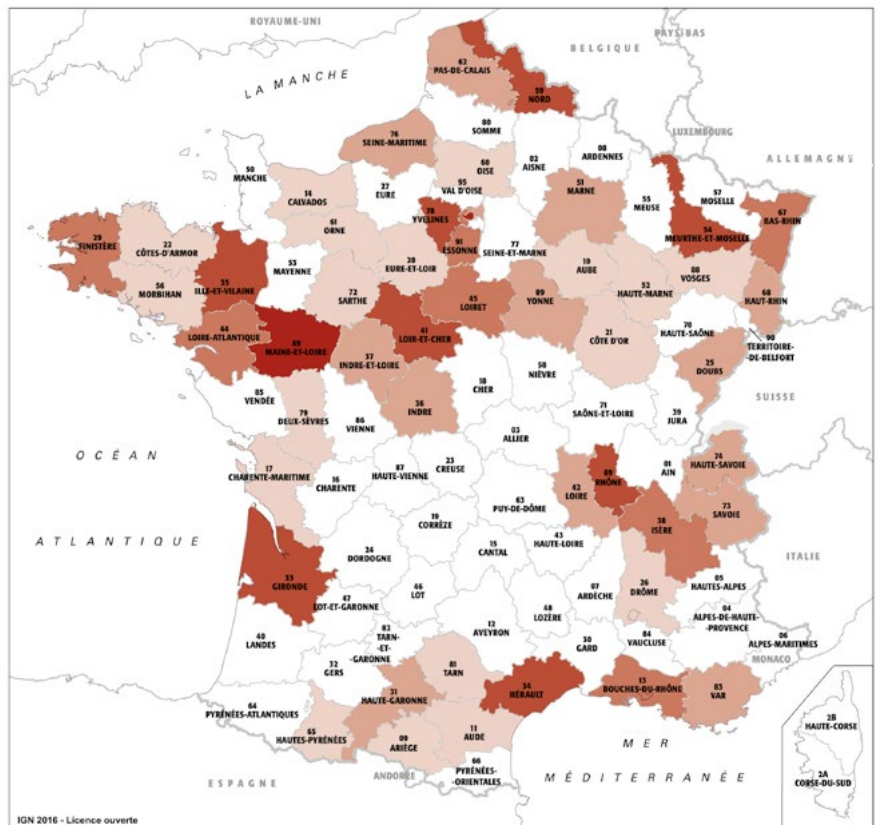 ROYAUME-UNI
PAYS-BAS
BELGIQUE
LA MANCHE
62
PAS-DE-CALAIS
59
NORD
LUXEMBOURG
80
SOMME
76
SEINE-MARITIME
ALLEMAGNE
08
ARDENNES
02
AISNE
60
OISE
50
MANCHE
27
EURE
95
VAL D'OISE
51
MARNE
57
MOSELLE
55
MEUSE
14
CALVADOS
78
YVELINES
67
BAS-RHIN
54
MEURTHE-ET-MOSELLE
61
ORNE
91
ESSONNE
77
SEINE-ET-MARNE
29
FINISTÈRE
22
CÔTES-D'ARMOR
53
MAYENNE
28
EURE-ET-LOIR
10
AUBE
88
VOSGES
35
ILLE-ET-VILAINE
56
MORBIHAN
72
SARTHE
52
HAUTE-MARNE
68
HAUT-RHIN
45
LOIRET
89
YONNE
44
LOIRE-ATLANTIQUE
49
MAINE-ET-LOIRE
41
LOIR-ET-CHER
21
CÔTE D'OR
70
HAUTE-SAÔNE
90
TERRITOIRE-
-DE-BELFORT
37
INDRE-ET-LOIRE
25
DOUBS
58
NIÈVRE
18
CHER
SUISSE
85
VENDÉE
36
INDRE
79
DEUX-SÈVRES
86
VIENNE
71
SAÔNE-ET-LOIRE
39
JURA
03
ALLIER
OCÉAN
17
CHARENTE-MARITIME
87
HAUTE-VIENNE
23
CREUSE
01
AIN
74
HAUTE-SAVOIE
69
RHÔNE
16
CHARENTE
42
LOIRE
63
PUY-DE-DÔME
73
SAVOIE
19
CORRÈZE
38
ISÈRE
ATLANTIQUE
43
HAUTE-LOIRE
15
CANTAL
24
DORDOGNE
ITALIE
33
GIRONDE
05
HAUTES-ALPES
26
DRÔME
07
ARDÈCHE
46
LOT
47
LOT-ET-GARONNE
48
LOZÈRE
04
ALPES-DE-HAUTE-
-PROVENCE
12
AVEYRON
82
TARN-
-ET-
-GARONNE
40
LANDES
30
GARD
84
VAUCLUSE
06
ALPES-MARITIMES
MONACO
32
GERS
81
TARN
34
HÉRAULT
13
BOUCHES-DU-RHÔNE
83
VAR
31
HAUTE-GARONNE
64
PYRÉNÉES-ATLANTIQUES
65
HAUTES-PYRÉNÉES
09
ARIÈGE
11
AUDE
2B
HAUTE-CORSE
MER
66
PYRÉNÉES-
-ORIENTALES
ANDORRE
ESPAGNE
MÉDITERRANÉE
2A
CORSE-DU-SUD
IGN 2016 - Licence ouverte